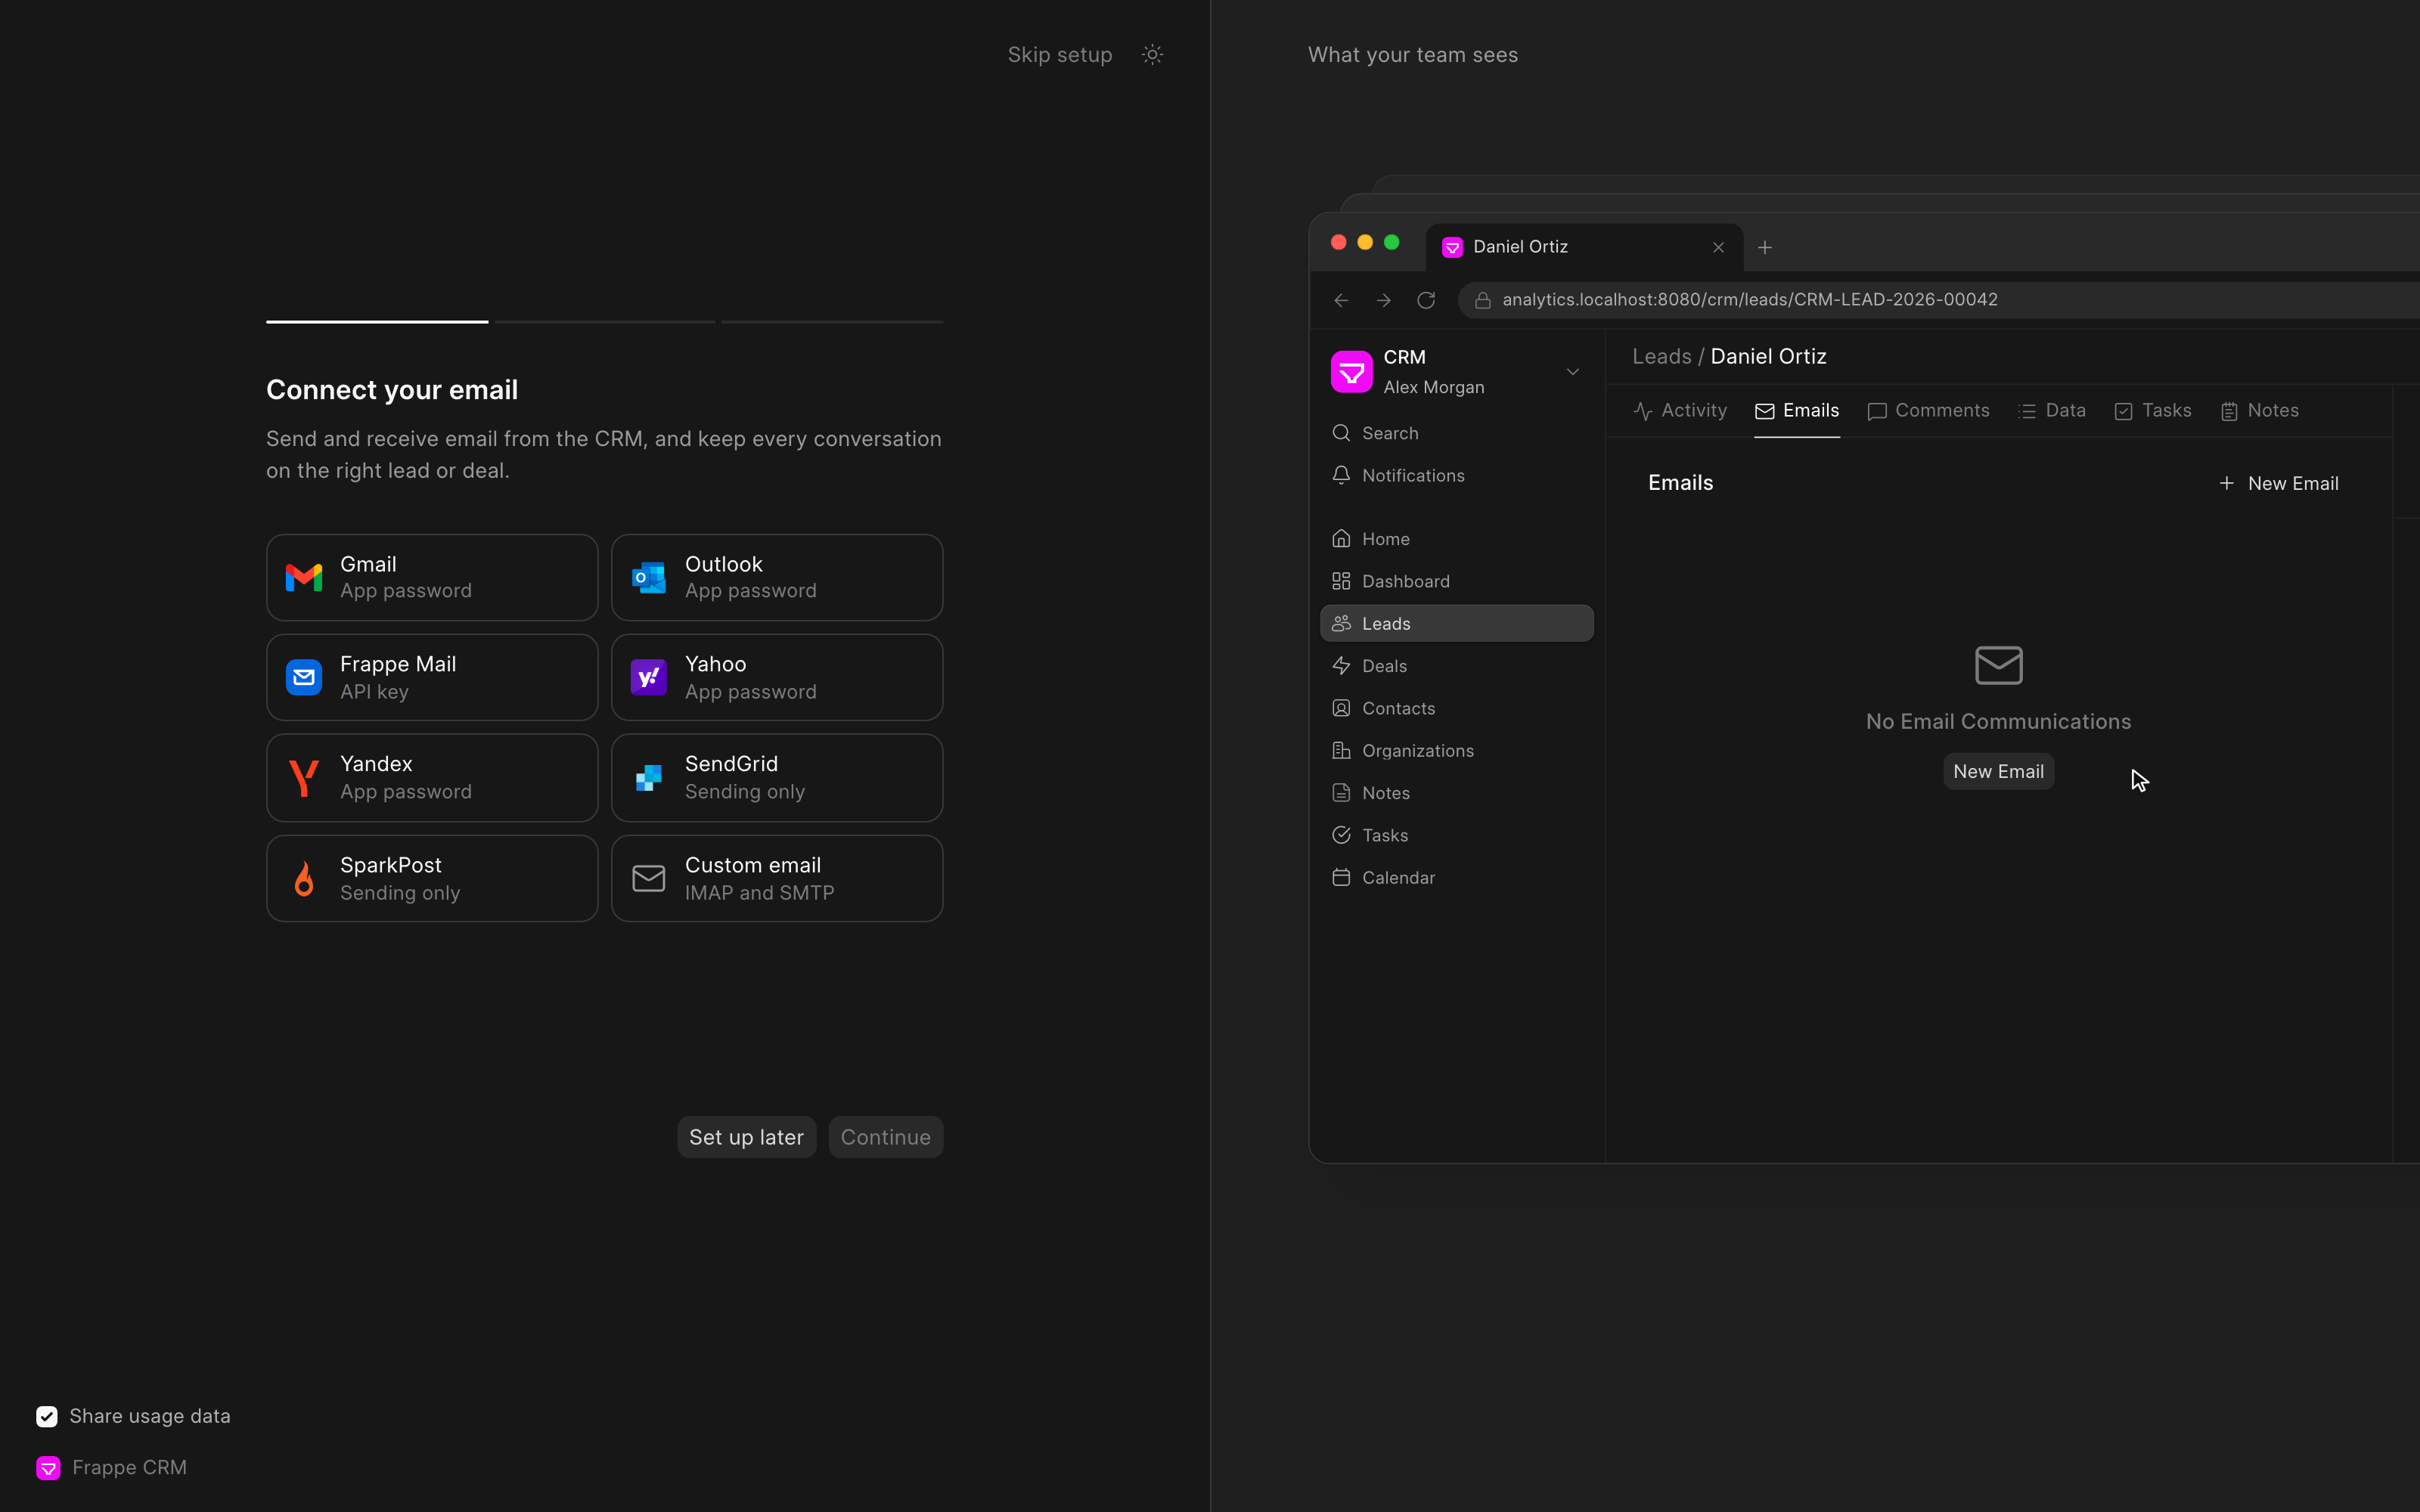 Skip setup
Connect your email
Send and receive email from the CRM, and keep every conversation
on the right lead or deal.
Gmail
App password
Outlook
App password
Frappe Mail
API key
Yahoo
App password
Yandex
App password
SendGrid
Sending only
SparkPost
Sending only
Custom email
IMAP and SMTP
Set up later
Continue
Share usage data
Frappe CRM
What your team sees
Daniel Ortiz
analytics.localhost:8080/crm/leads/CRM-LEAD-2026-00042
CRM
Alex Morgan
Search
Notifications
Home
Dashboard
Leads
Deals
Contacts
Organizations
Notes
Tasks
Calendar
Leads / Daniel Ortiz
Activity
Emails
Comments
Data
Tasks
Notes
Emails
New Email
No Email Communications
New Email